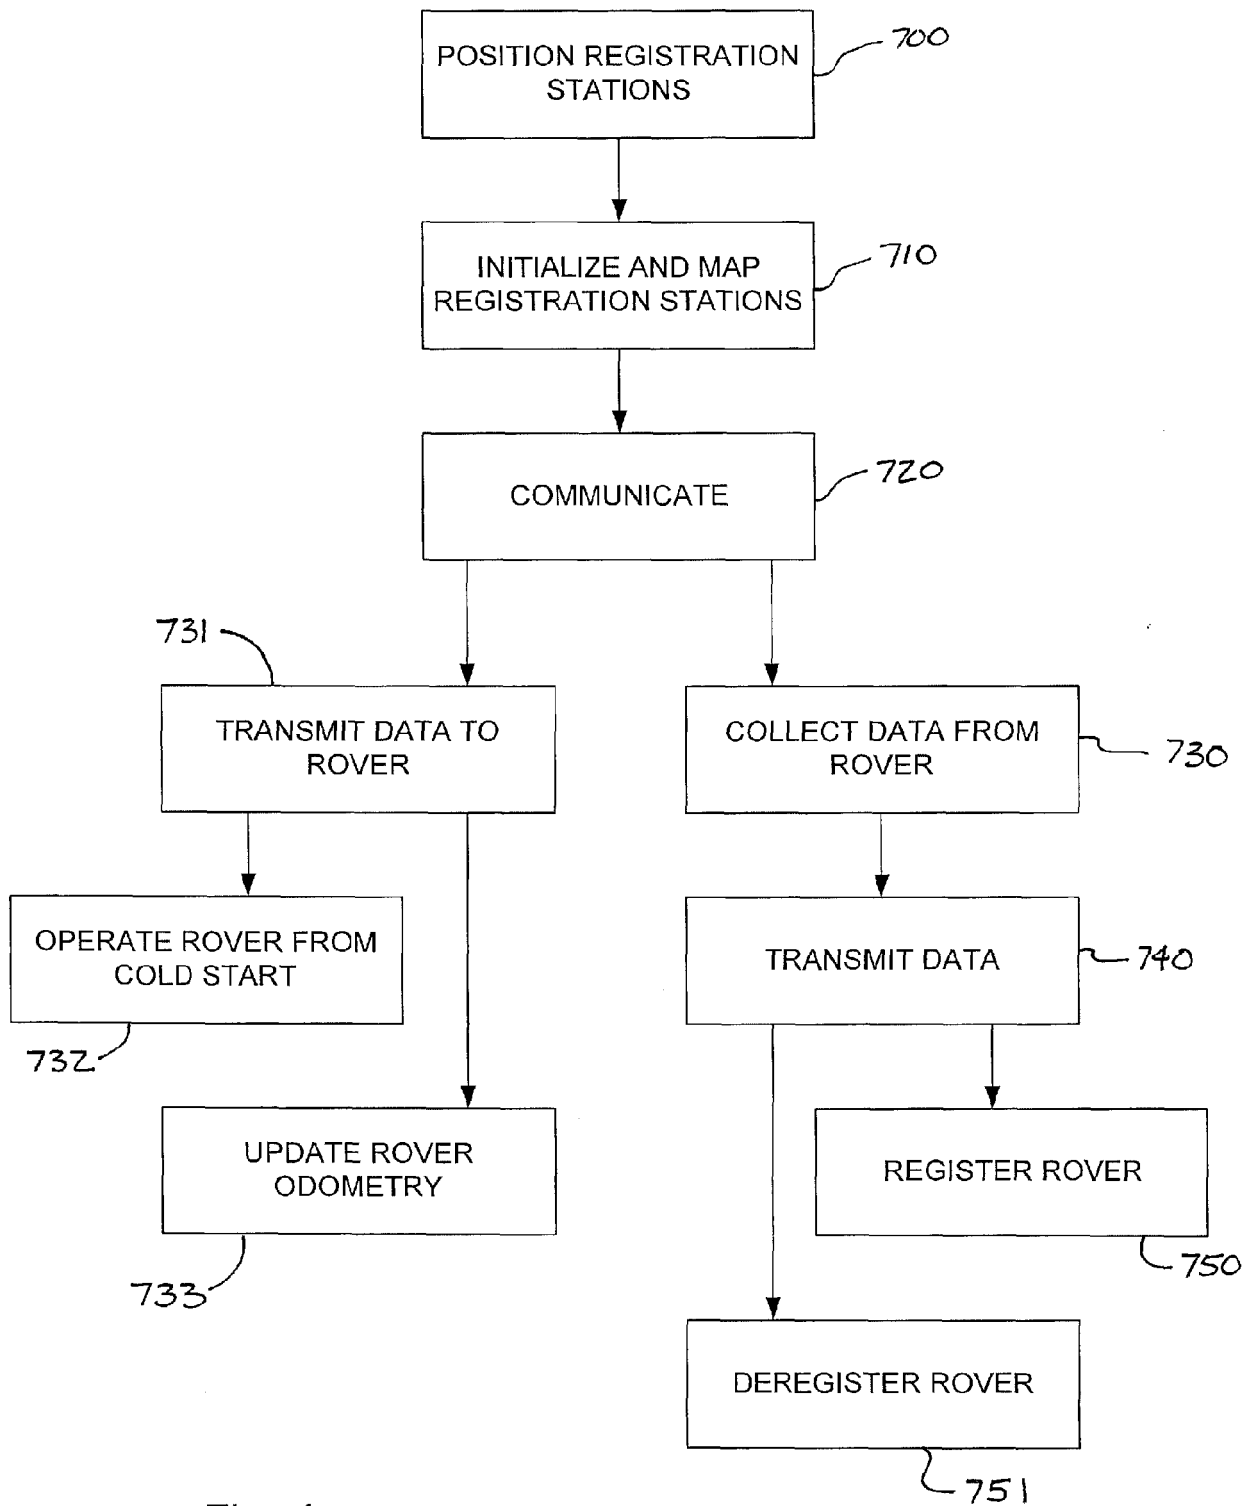 POSITION REGISTRATION
STATIONS
700
INITIALIZE AND MAP
REGISTRATION STATIONS
710
COMMUNICATE
720
731
TRANSMIT DATA TO
ROVER
COLLECT DATA FROM
ROVER
730
OPERATE ROVER FROM
COLD START
732
TRANSMIT DATA
740
UPDATE ROVER
ODOMETRY
733
REGISTER ROVER
750
DEREGISTER ROVER
751